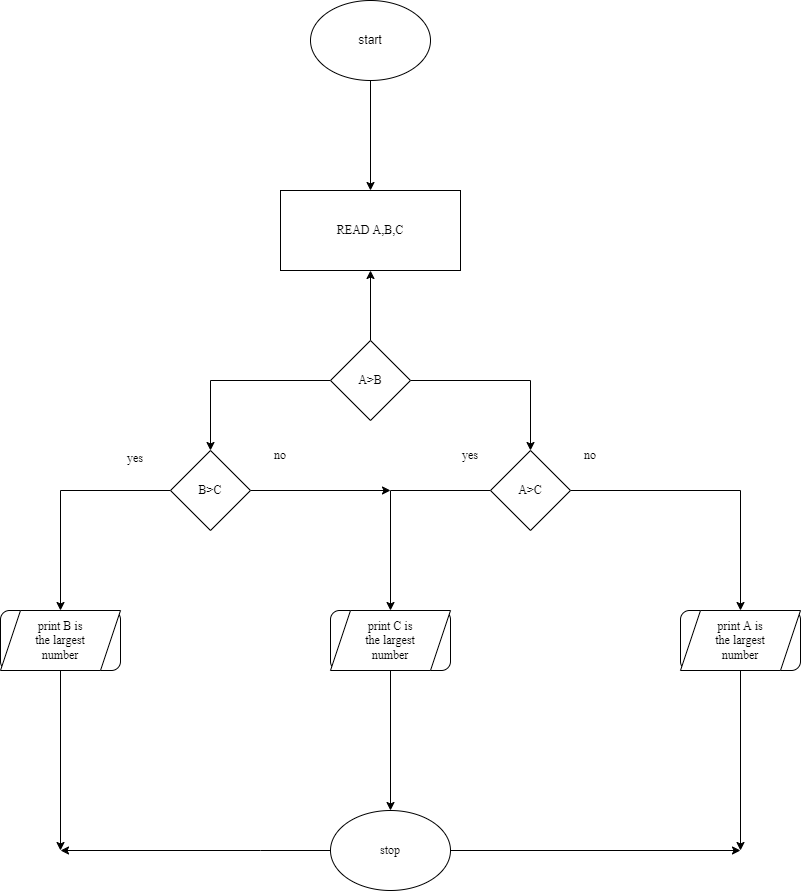 start
READ A,B,C
A>B
yes
no
yes
no
B>C
A>C
print B is
the largest
number
print C is
the largest
number
print A is
the largest
number
stop